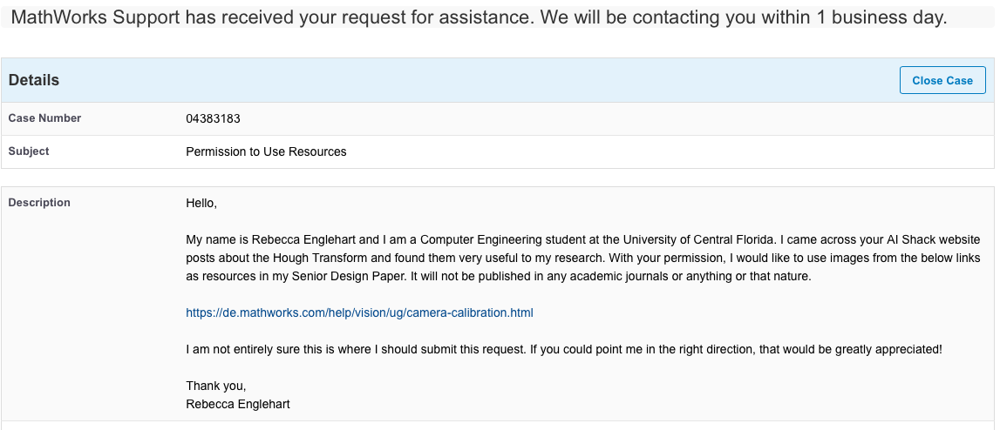 MathWorks Support has received your request for assistance. We will be contacting you within 1 business day.
Details
Close Case
Case Number 04383183
Subject Permission to Use Resources
Description Hello,
My name is Rebecca Englehart and I am a Computer Engineering student at the University of Central Florida. I came across your AI Shack website
posts about the Hough Transform and found them very useful to my research. With your permission, I would like to use images from the below links
as resources in my Senior Design Paper. It will not be published in any academic journals or anything or that nature.
https://de.mathworks.com/help/vision/ug/camera-calibration.html
I am not entirely sure this is where I should submit this request. If you could point me in the right direction, that would be greatly appreciated!
Thank you,
Rebecca Englehart